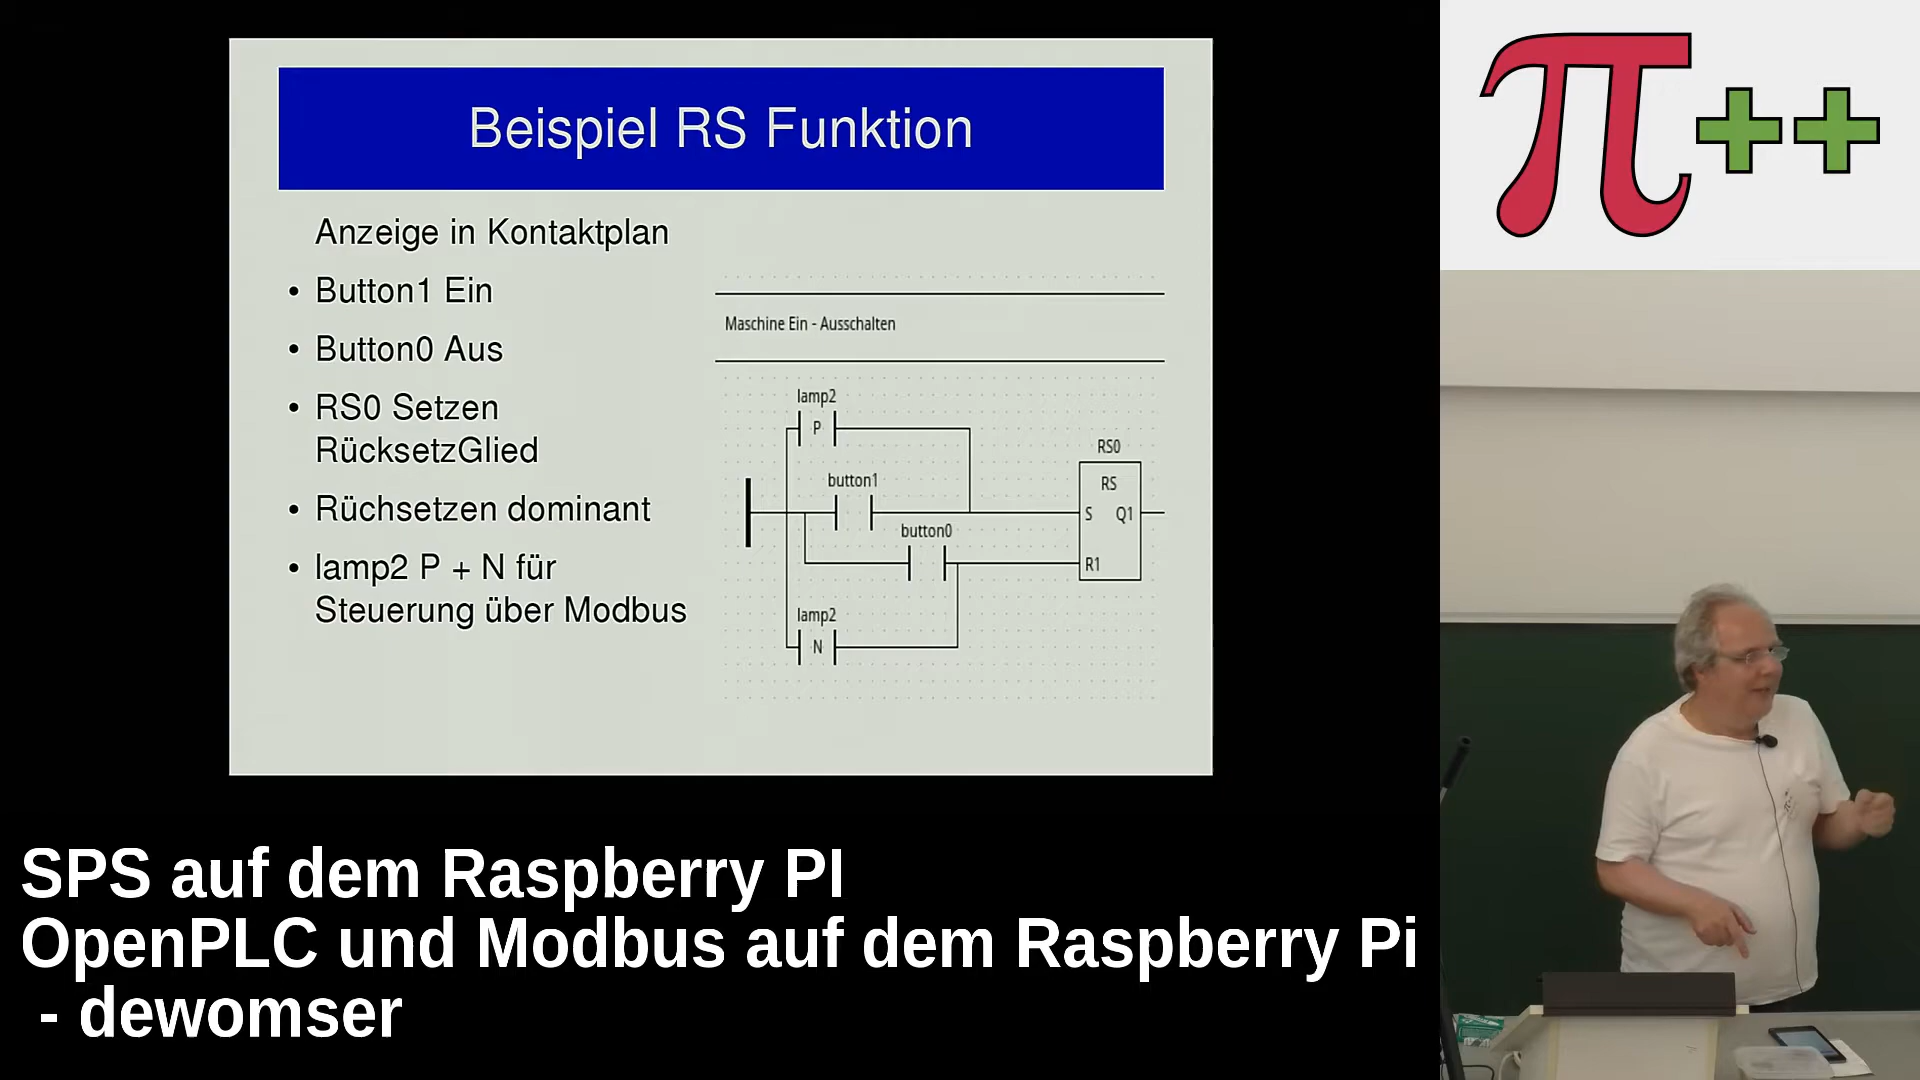 Beispiel RS Funktion
Anzeige in Kontaktplan
• Button1 Ein
• Button0 Aus
• RS0 Setzen
RücksetzGlied
• Rüchsetzen dominant
• lamp2 P + N für
Steuerung über Modbus
Maschine Ein - Ausschalten
lamp2
P
button1
button0
lamp2
N
RS0
RS
S Q1
R1
π++
SPS auf dem Raspberry PI
OpenPLC und Modbus auf dem Raspberry Pi
- dewomser